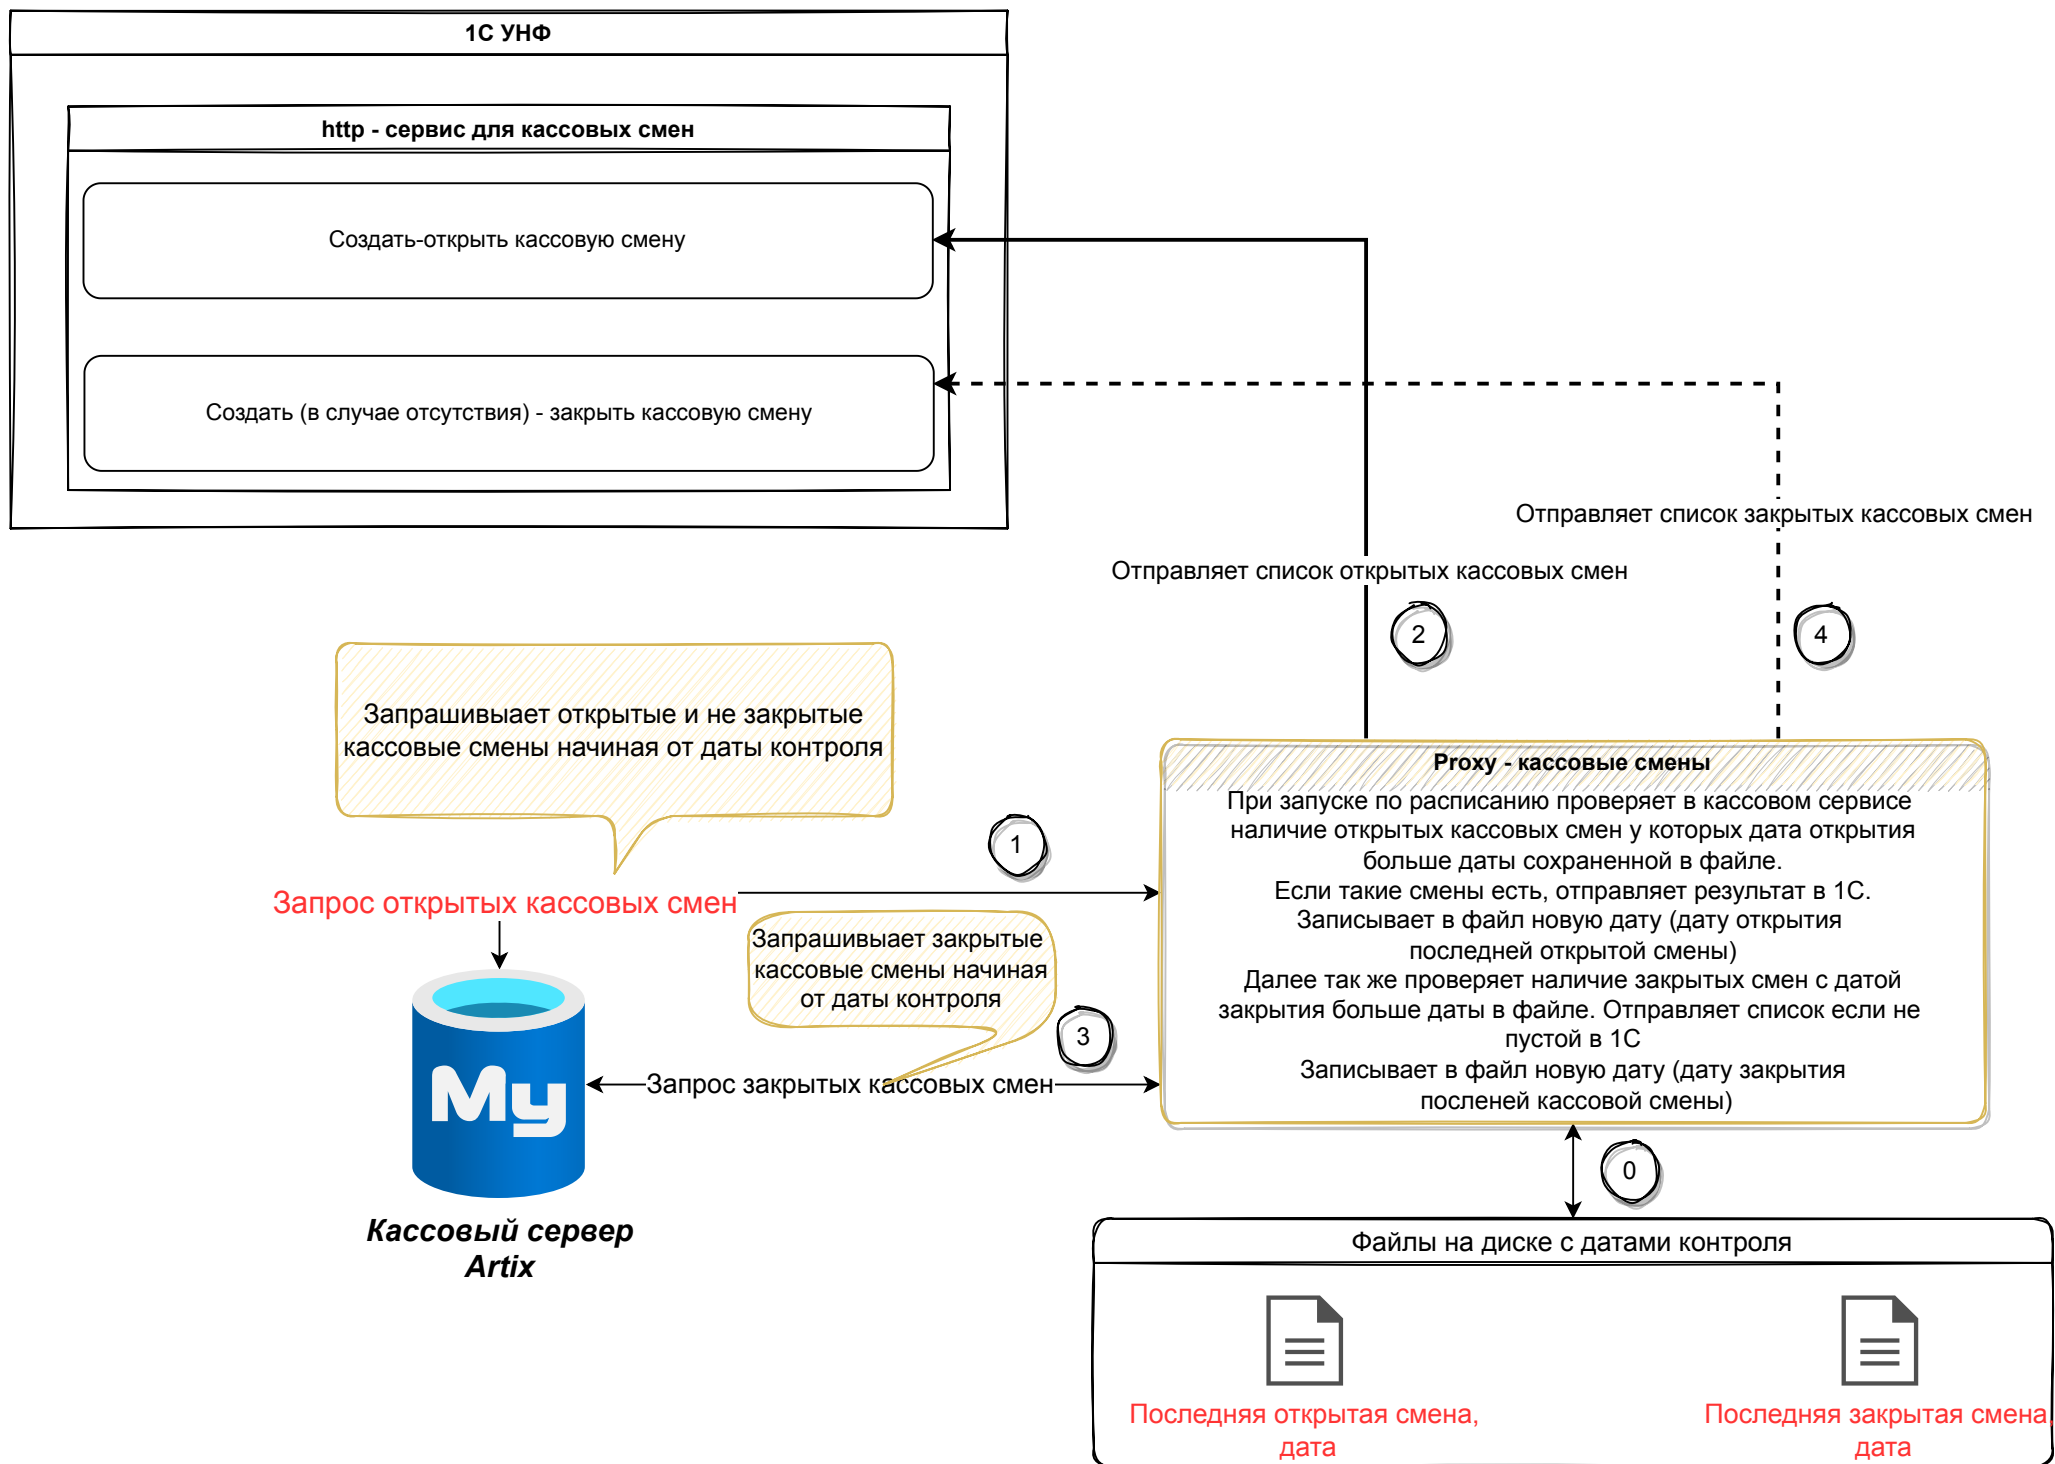 1С УНФ
http - сервис для кассовых смен
Создать-открыть кассовую смену
Создать (в случае отсутствия) - закрыть кассовую смену
Отправляет список закрытых кассовых смен
Отправляет список открытых кассовых смен
2
4
Запрашивыает открытые и не закрытые
кассовые смены начиная от даты контроля
Proxy - кассовые смены
При запуске по расписанию проверяет в кассовом сервисе
наличие открытых кассовых смен у которых дата открытия
больше даты сохраненной в файле.
Если такие смены есть, отправляет результат в 1С.
Записывает в файл новую дату (дату открытия
последней открытой смены)
Далее так же проверяет наличие закрытых смен с датой
закрытия больше даты в файле. Отправляет список если не
пустой в 1С
Записывает в файл новую дату (дату закрытия
посленей кассовой смены)
1
Запрос открытых кассовых смен
Запрашивыает закрытые
кассовые смены начиная
от даты контроля
3
Запрос закрытых кассовых смен
My
Кассовый сервер
Artix
0
Файлы на диске с датами контроля
Последняя открытая смена,
дата
Последняя закрытая смена,
дата